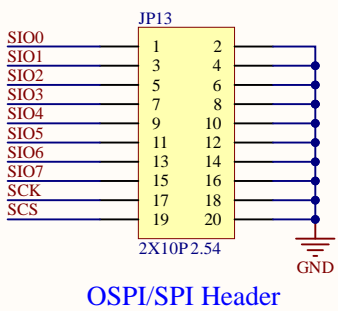 JP13
SIO0 1 2
SIO1 3 4
SIO2 5 6
SIO3 7 8
SIO4 9 10
SIO5 11 12
SIO6 13 14
SIO7 15 16
SCK 17 18
SCS 19 20
2X10P 2.54
GND
OSPI/SPI Header